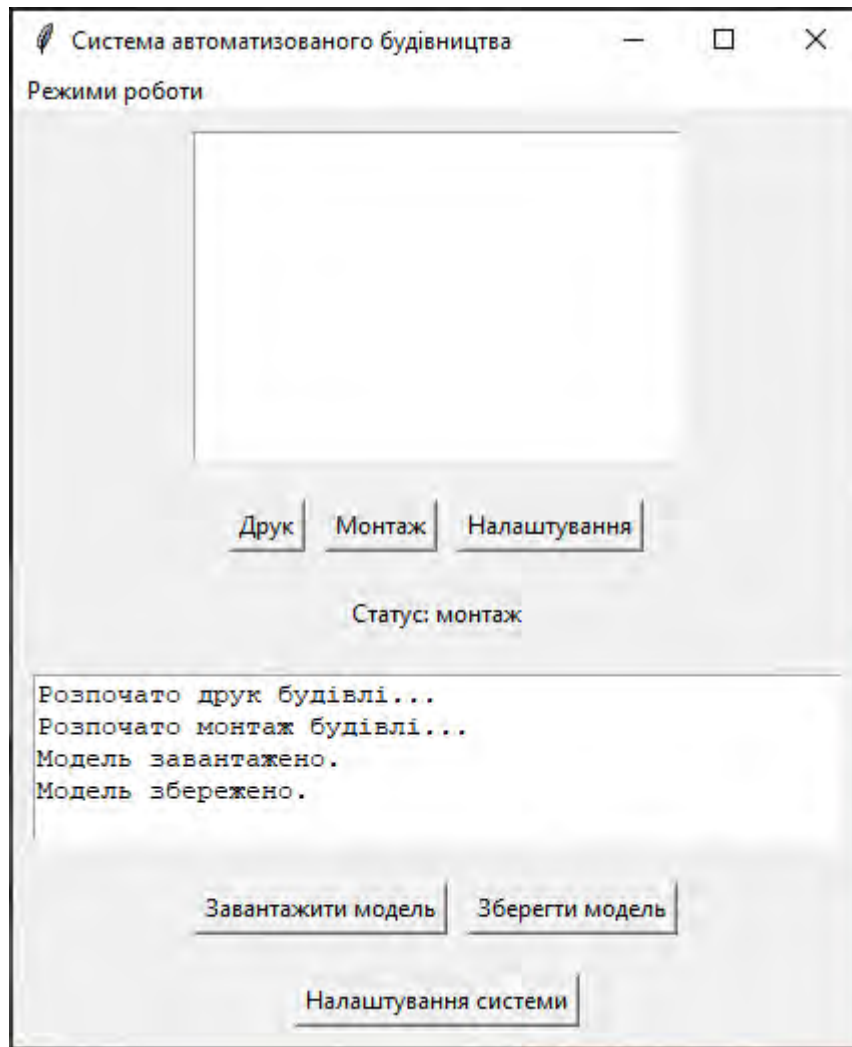 Система автоматизованого будівництва
Режими роботи
Друк Монтаж Налаштування
Статус: монтаж
Розпочато друк будівлі...
Розпочато монтаж будівлі...
Модель завантажено.
Модель збережено.
Завантажити модель Зберегти модель
Налаштування системи